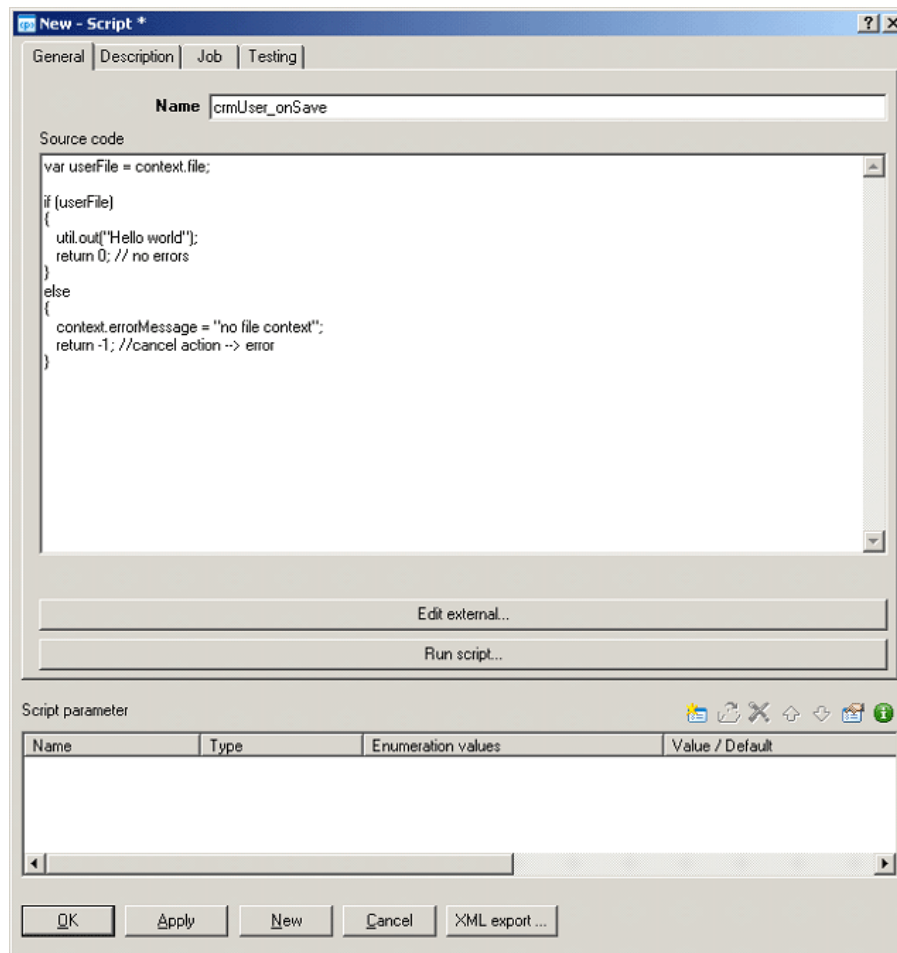 New - Script *
General Description Job Testing
Name crmUser_onSave
Source code
var userFile = context.file;
if (userFile)
{
util.out("Hello world");
return 0; // no errors
}
else
{
context.errorMessage = "no file context";
return -1; //cancel action --> error
}
Edit external...
Run script...
Script parameter
Name Type Enumeration values Value / Default
OK Apply New Cancel XML export ...